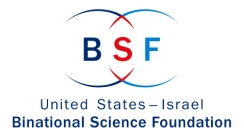 BSF
United States – Israel
Binational Science Foundation